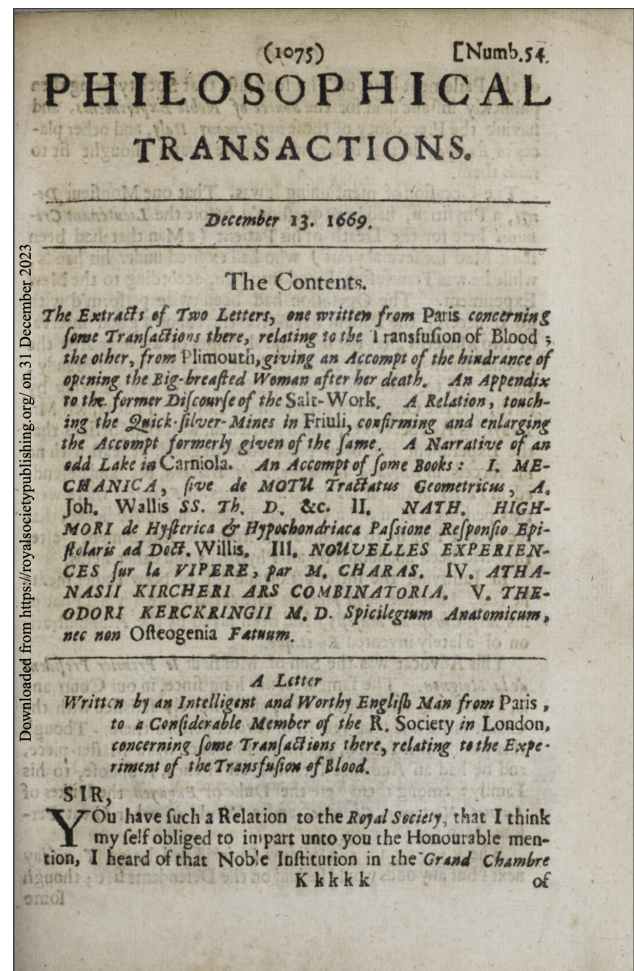 (1075) [Numb.54.
PHILOSOPHICAL
TRANSACTIONS.
December 13. 1669.
The Contents.
The Extracts of Two Letters, one written from Paris concerning
ſome Tranſactions there, relating to the Tranſfuſion of Blood ;
the other, from Plimouth, giving an Accompt of the hindrance of
opening the Big-breaſted Woman after her death. An Appendix
to the former Diſcourſe of the Salt-Work. A Relation, touch-
ing the Quick-ſilver-Mines in Friuli, confirming and enlarging
the Accompt formerly given of the ſame. A Narrative of an
odd Lake in Carniola. An Accompt of ſome Books : I. ME-
CHANICA, ſive de MOTU Tractatus Geometricus, A.
Joh. Wallis SS. Th. D. &c. II. NATH. HIGH-
MORI de Hyſterica & Hypochondriaca Paſſione Reſponſio Epi-
ſtolaris ad Doct. Willis. III. NOUVELLES EXPERIEN-
CES ſur la VIPERE, par M. CHARAS. IV. ATHA-
NASII KIRCHERI ARS COMBINATORIA. V. THE-
ODORI KERCKRINGII M. D. Spicilegium Anatomicum,
nec non Oſteogenia Fœtuum.
A Letter
Written by an Intelligent and Worthy Engliſh Man from Paris,
to a Conſiderable Member of the R. Society in London,
concerning ſome Tranſactions there, relating to the Expe-
riment of the Tranſfuſion of Blood.
SIR,
YOu have ſuch a Relation to the Royal Society, that I think
my ſelf obliged to impart unto you the Honourable men-
tion, I heard of that Noble Inſtitution in the Grand Chambre
Kkkkk of
Downloaded from https://royalsocietypublishing.org/ on 31 December 2023